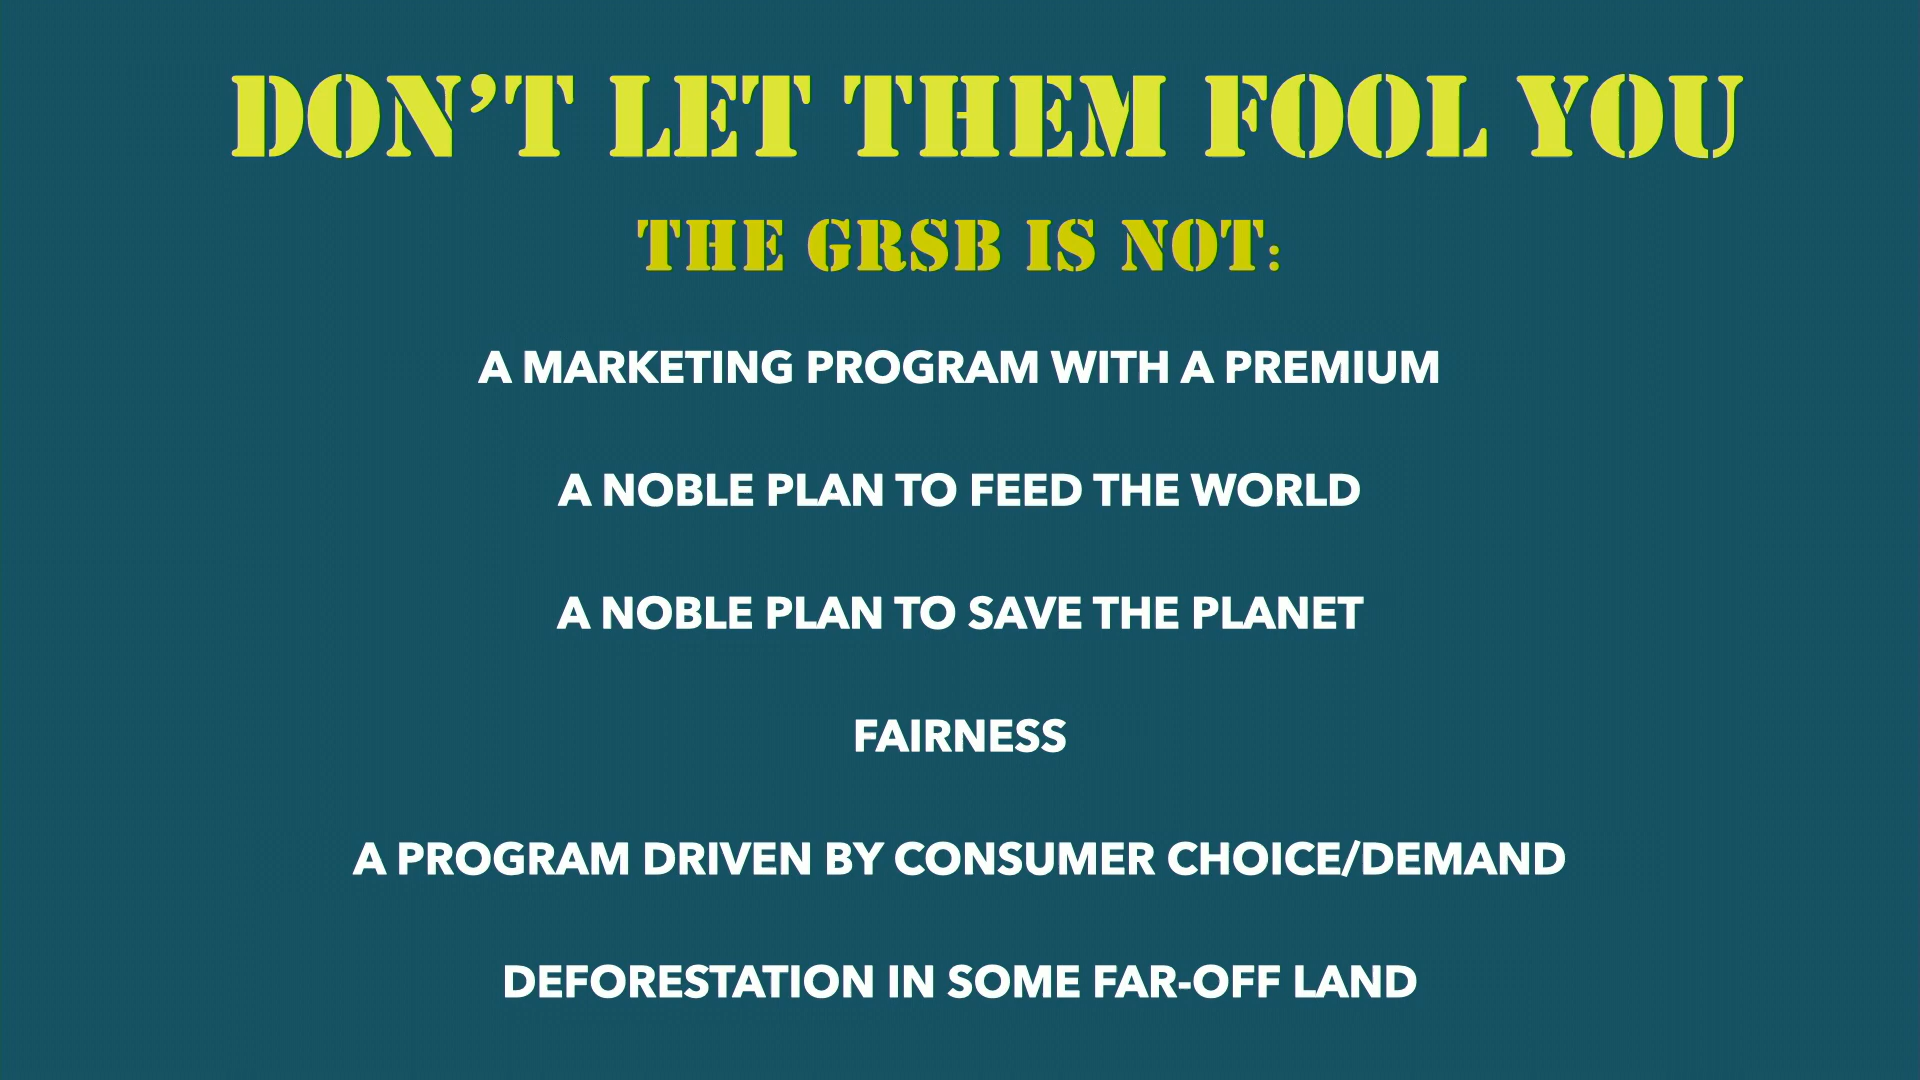 DON’T LET THEM FOOL YOU
THE GRSB IS NOT:
A MARKETING PROGRAM WITH A PREMIUM
A NOBLE PLAN TO FEED THE WORLD
A NOBLE PLAN TO SAVE THE PLANET
FAIRNESS
A PROGRAM DRIVEN BY CONSUMER CHOICE/DEMAND
DEFORESTATION IN SOME FAR-OFF LAND